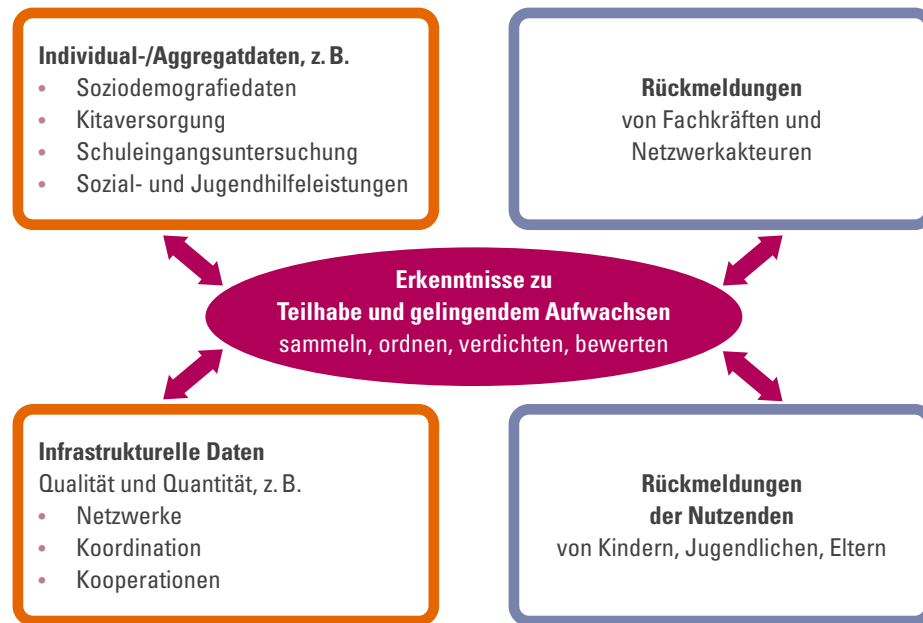 Individual-/Aggregatdaten, z. B.
• Soziodemografiedaten
• Kitaversorgung
• Schuleingangsuntersuchung
• Sozial- und Jugendhilfeleistungen
Rückmeldungen
von Fachkräften und
Netzwerkakteuren
Erkenntnisse zu
Teilhabe und gelingendem Aufwachsen
sammeln, ordnen, verdichten, bewerten
Infrastrukturelle Daten
Qualität und Quantität, z. B.
• Netzwerke
• Koordination
• Kooperationen
Rückmeldungen
der Nutzenden
von Kindern, Jugendlichen, Eltern